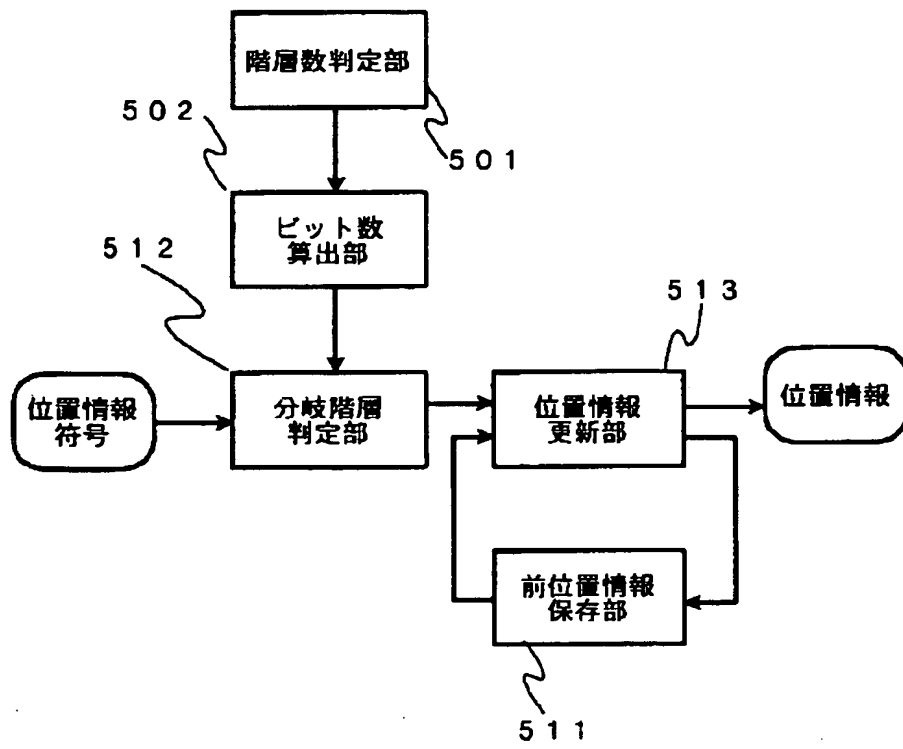 階層数判定部
502
501
ビット数
算出部
512
513
位置情報
符号
分岐階層
判定部
位置情報
更新部
位置情報
前位置情報
保存部
511